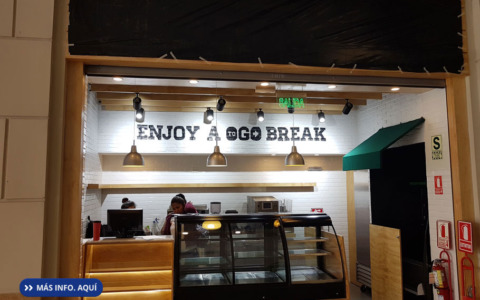 SALIDA
ENJOY A TO GO BREAK
S
MÁS INFO. AQUÍ